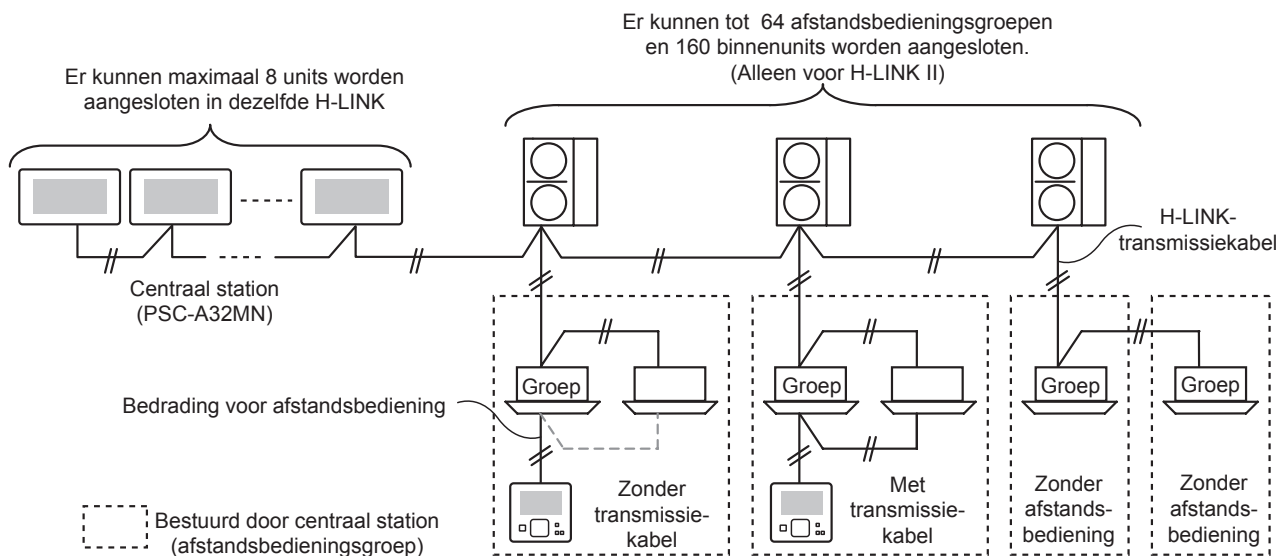 Er kunnen tot 64 afstandsbedieningsgroepen
en 160 binnenunits worden aangesloten.
(Alleen voor H-LINK II)
Er kunnen maximaal 8 units worden
aangesloten in dezelfde H-LINK
H-LINK-
transmissiekabel
Centraal station
(PSC-A32MN)
Groep
Groep
Groep
Groep
Bedrading voor afstandsbediening
Zonder
transmissie-
kabel
Met
transmissie-
kabel
Zonder
afstands-
bediening
Zonder
afstands-
bediening
Bestuurd door centraal station
(afstandsbedieningsgroep)